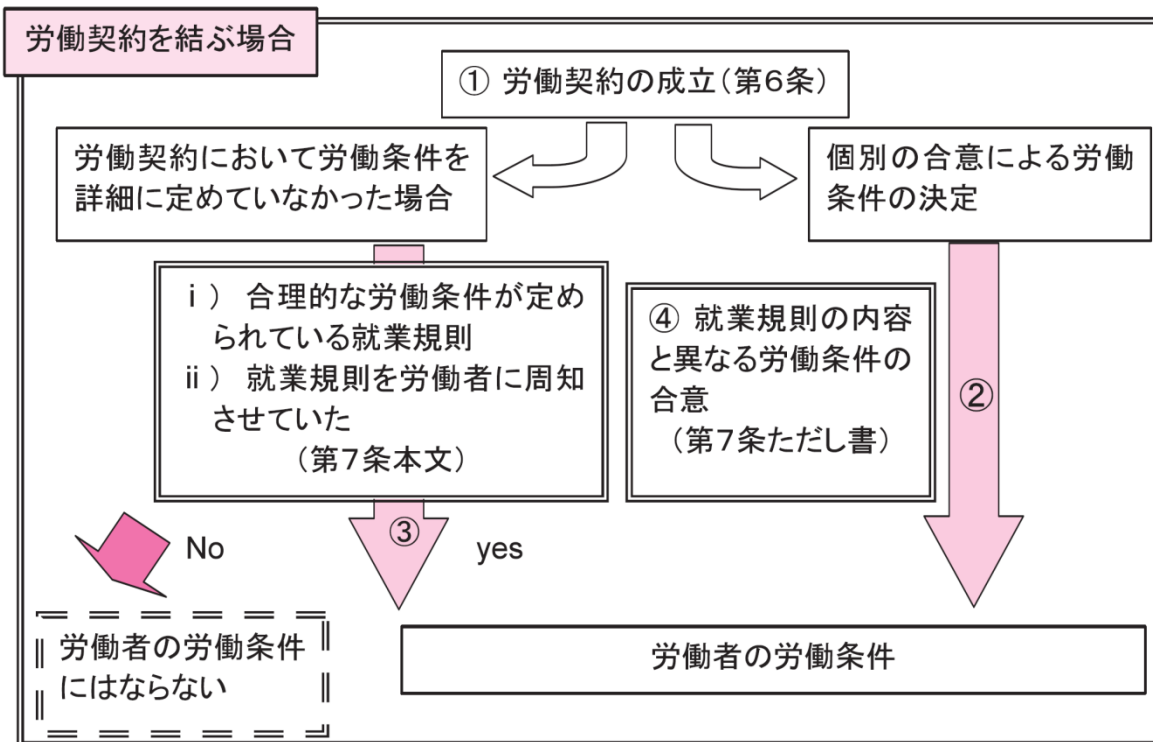 労働契約を結ぶ場合
① 労働契約の成立(第6条)
労働契約において労働条件を
詳細に定めていなかった場合
個別の合意による労働
条件の決定
ⅰ） 合理的な労働条件が定め
られている就業規則
ⅱ） 就業規則を労働者に周知
させていた
（第7条本文）
④ 就業規則の内容
と異なる労働条件の
合意
（第7条ただし書）
②
③
No
yes
労働者の労働条件
にはならない
労働者の労働条件